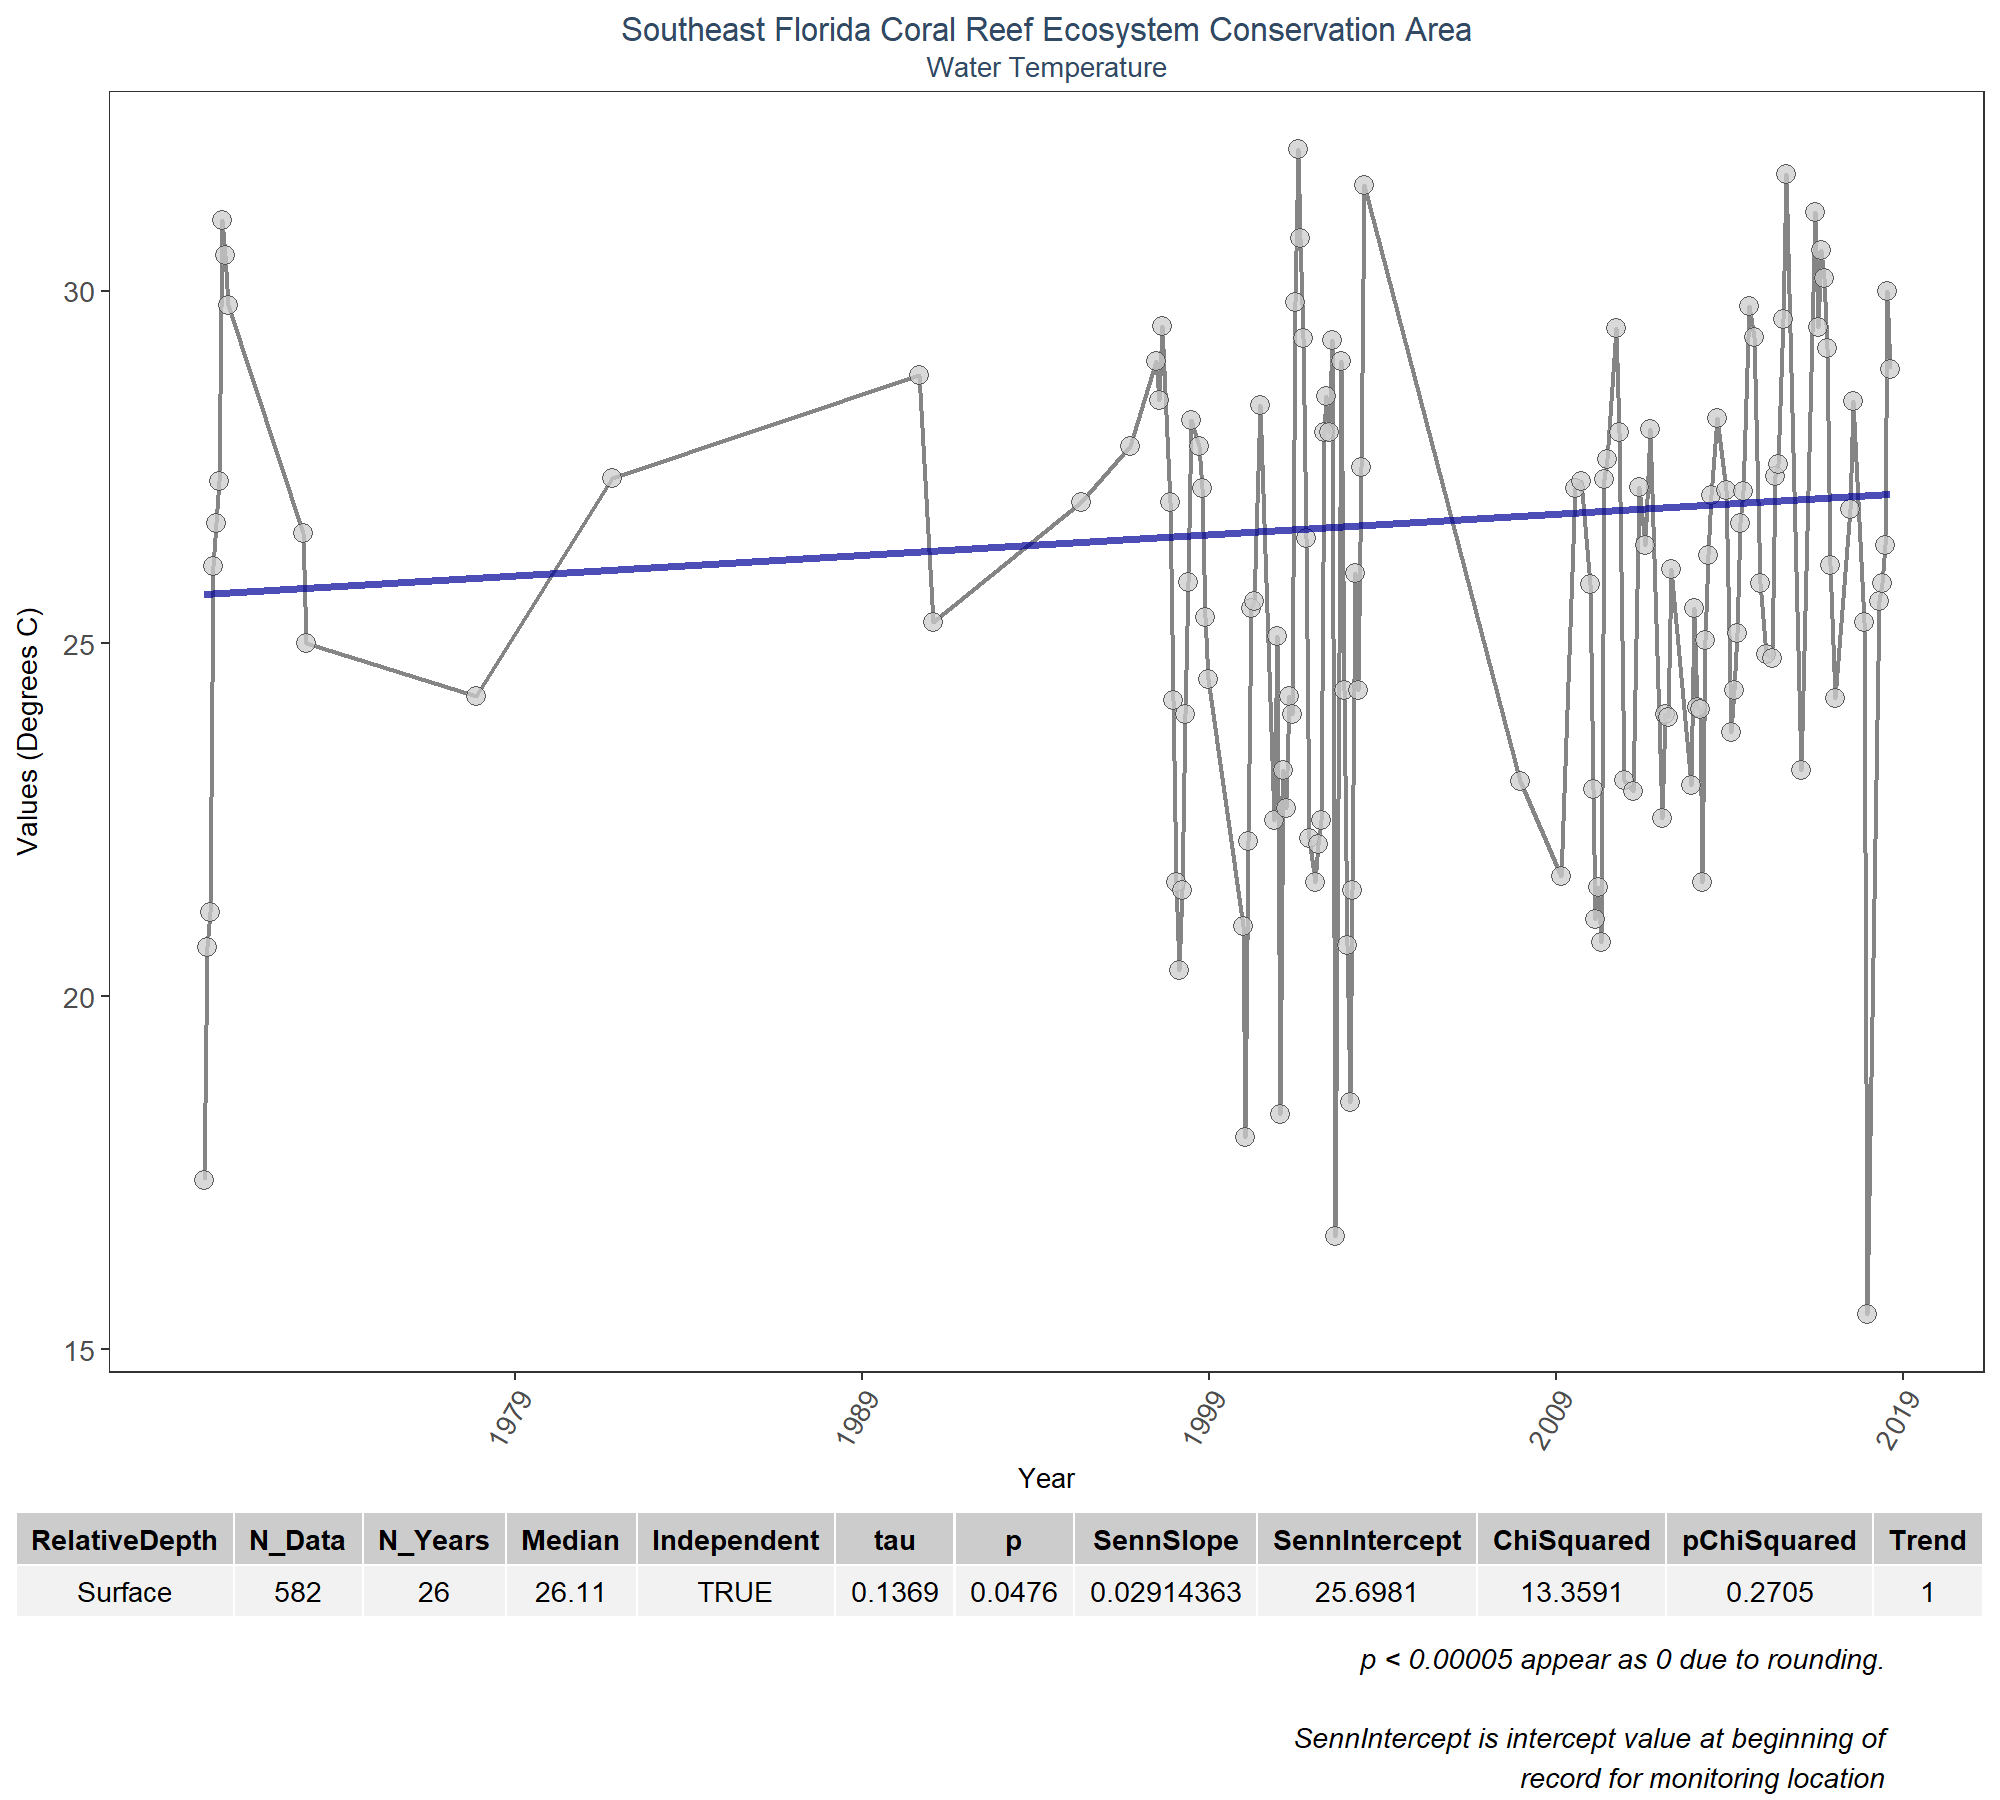 Southeast Florida Coral Reef Ecosystem Conservation Area
Water Temperature
Values (Degrees C)
30
25
20
15
1979
1989
1999
2009
2019
Year
RelativeDepth N_Data N_Years Median Independent tau p SennSlope SennIntercept ChiSquared pChiSquared Trend
Surface 582 26 26.11 TRUE 0.1369 0.0476 0.02914363 25.6981 13.3591 0.2705 1
p < 0.00005 appear as 0 due to rounding.
SennIntercept is intercept value at beginning of
record for monitoring location